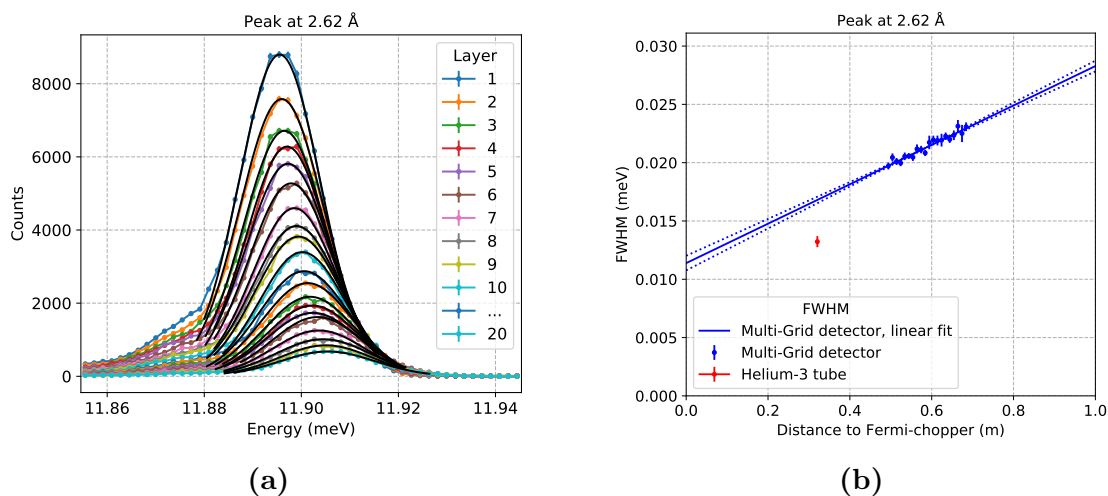 Peak at 2.62 Å
Counts
8000
6000
4000
2000
0
11.86 11.88 11.90 11.92 11.94
Energy (meV)
Layer
1
2
3
4
5
6
7
8
9
10
...
20
(a)
Peak at 2.62 Å
FWHM (meV)
0.030
0.025
0.020
0.015
0.010
0.005
0.000
0.0 0.2 0.4 0.6 0.8 1.0
Distance to Fermi-chopper (m)
FWHM
Multi-Grid detector, linear fit
Multi-Grid detector
Helium-3 tube
(b)